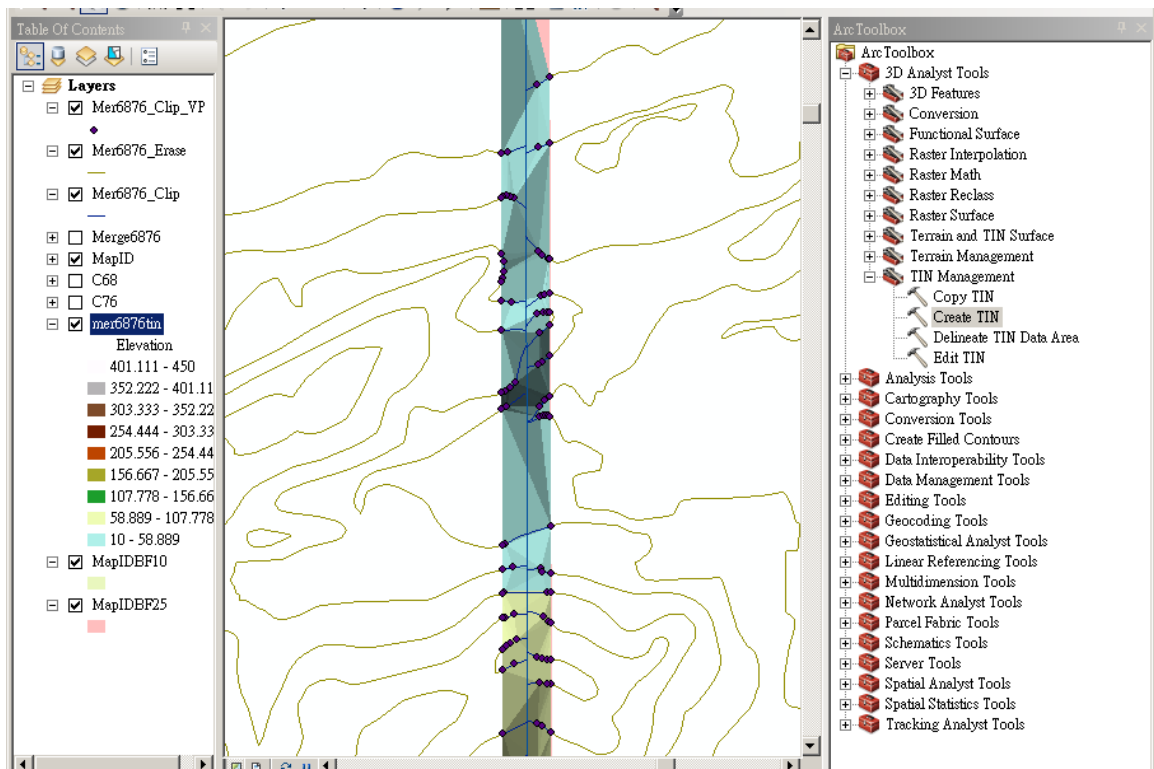 Table Of Contents
Layers
Mer6876_Clip_VP
Mer6876_Erase
Mer6876_Clip
Merge6876
MapID
C68
C76
mer6876tin
Elevation
401.111 - 450
352.222 - 401.11
303.333 - 352.22
254.444 - 303.33
205.556 - 254.44
156.667 - 205.55
107.778 - 156.66
58.889 - 107.778
10 - 58.889
MapIDBF10
MapIDBF25
ArcToolbox
ArcToolbox
3D Analyst Tools
3D Features
Conversion
Functional Surface
Raster Interpolation
Raster Math
Raster Reclass
Raster Surface
Terrain and TIN Surface
Terrain Management
TIN Management
Copy TIN
Create TIN
Delineate TIN Data Area
Edit TIN
Analysis Tools
Cartography Tools
Conversion Tools
Create Filled Contours
Data Interoperability Tools
Data Management Tools
Editing Tools
Geocoding Tools
Geostatistical Analyst Tools
Linear Referencing Tools
Multidimension Tools
Network Analyst Tools
Parcel Fabric Tools
Schematics Tools
Server Tools
Spatial Analyst Tools
Spatial Statistics Tools
Tracking Analyst Tools